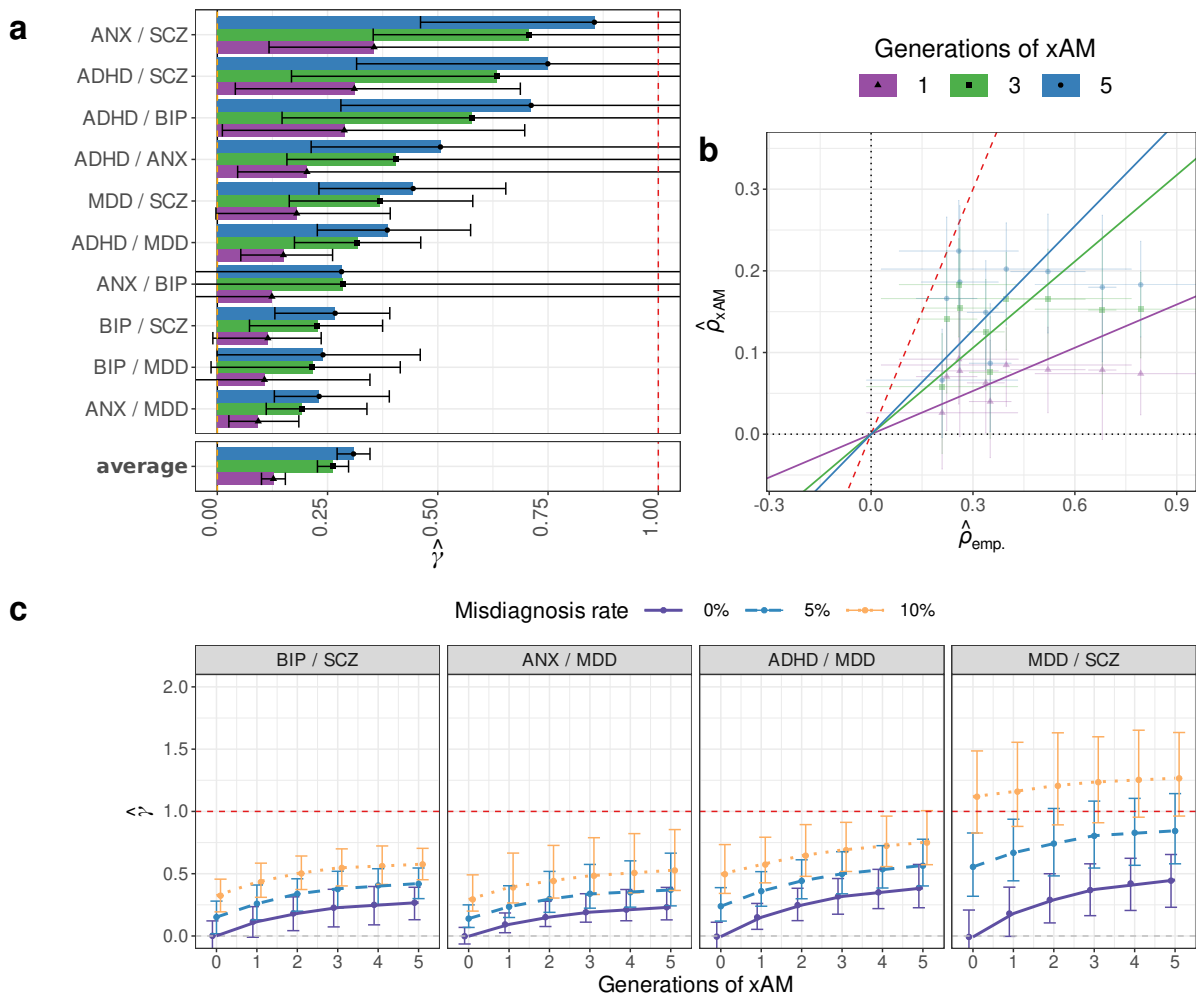 a
ANX / SCZ
ADHD / SCZ
ADHD / BIP
ADHD / ANX
MDD / SCZ
ADHD / MDD
ANX / BIP
BIP / SCZ
BIP / MDD
ANX / MDD
average
0.00 0.25 0.50 0.75 1.00
γ̂
Generations of xAM
1 3 5
b
0.3
0.2
0.1
0.0
ρ̂xAM
-0.3 0.0 0.3 0.6 0.9
ρ̂emp.
c
Misdiagnosis rate 0% 5% 10%
BIP / SCZ ANX / MDD ADHD / MDD MDD / SCZ
2.0
1.5
1.0
0.5
0.0
γ̂
0 1 2 3 4 5 0 1 2 3 4 5 0 1 2 3 4 5 0 1 2 3 4 5
Generations of xAM